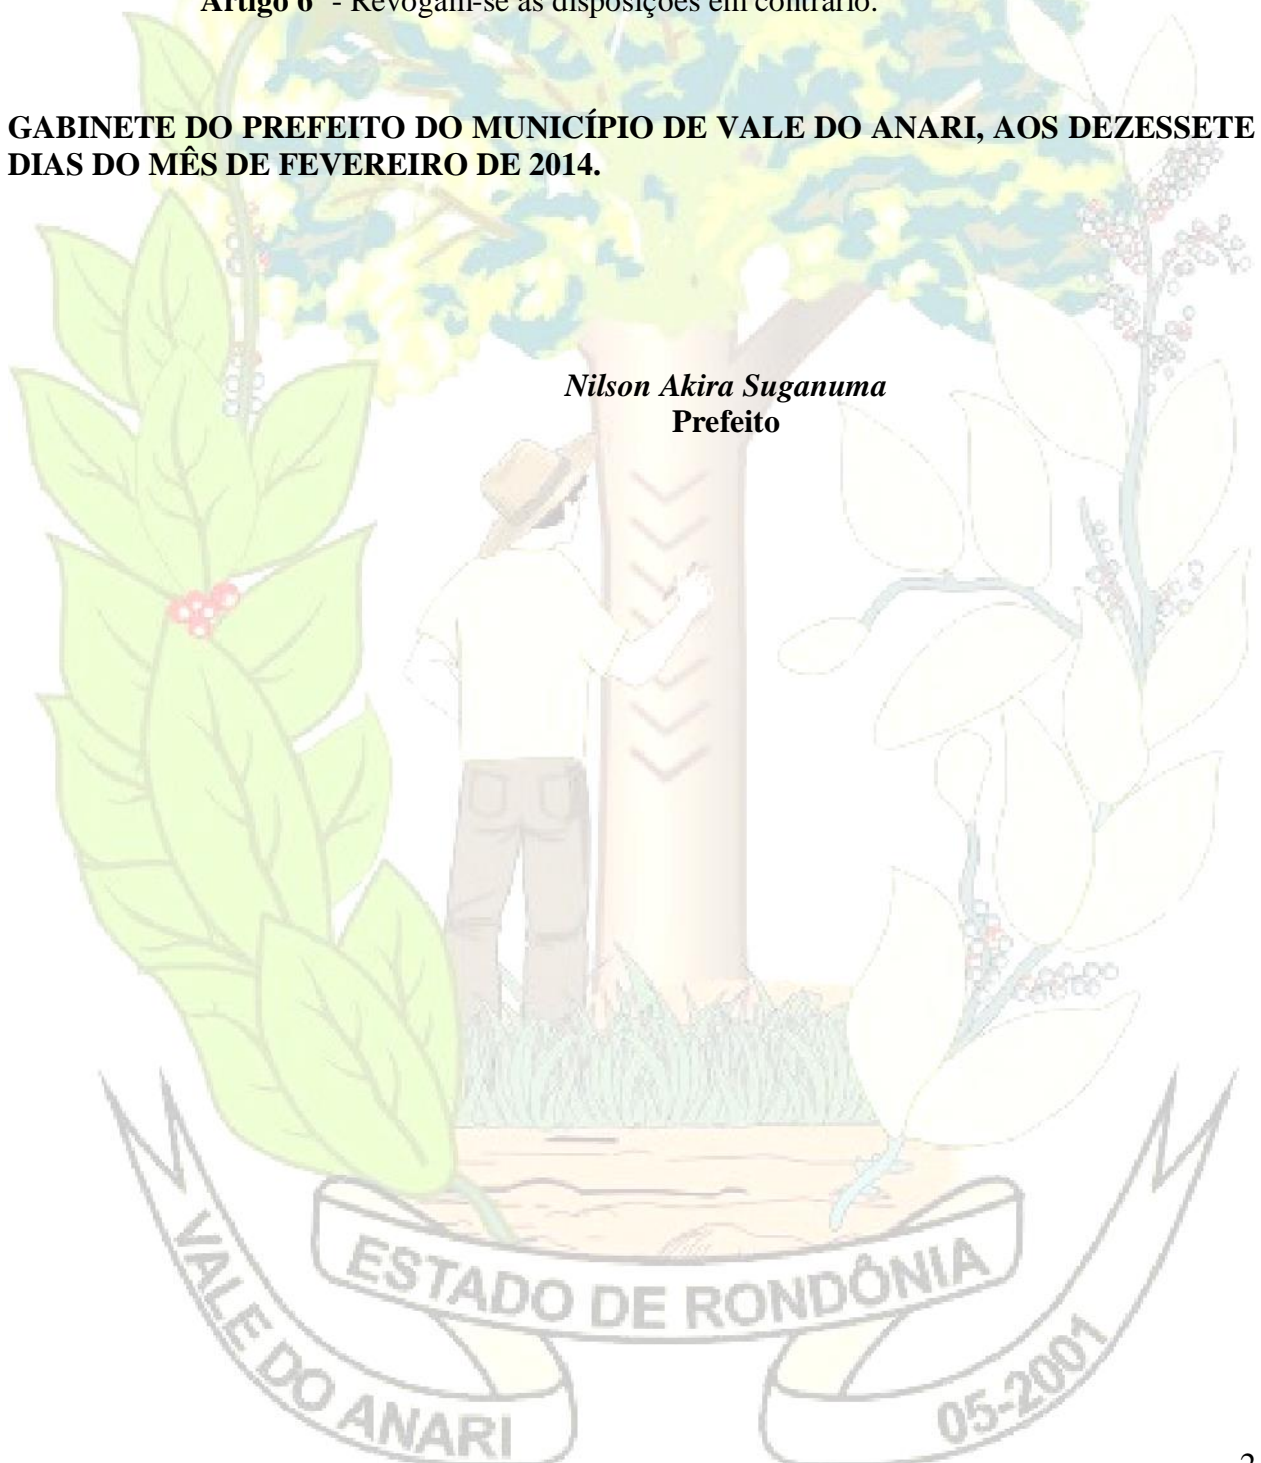 Artigo 6º - Revogam-se as disposições em contrário.
GABINETE DO PREFEITO DO MUNICÍPIO DE VALE DO ANARI, AOS DEZESSETE
DIAS DO MÊS DE FEVEREIRO DE 2014.
Nilson Akira Suganuma
Prefeito
ESTADO DE RONDÔNIA
VALE DO ANARI
05-2001
2